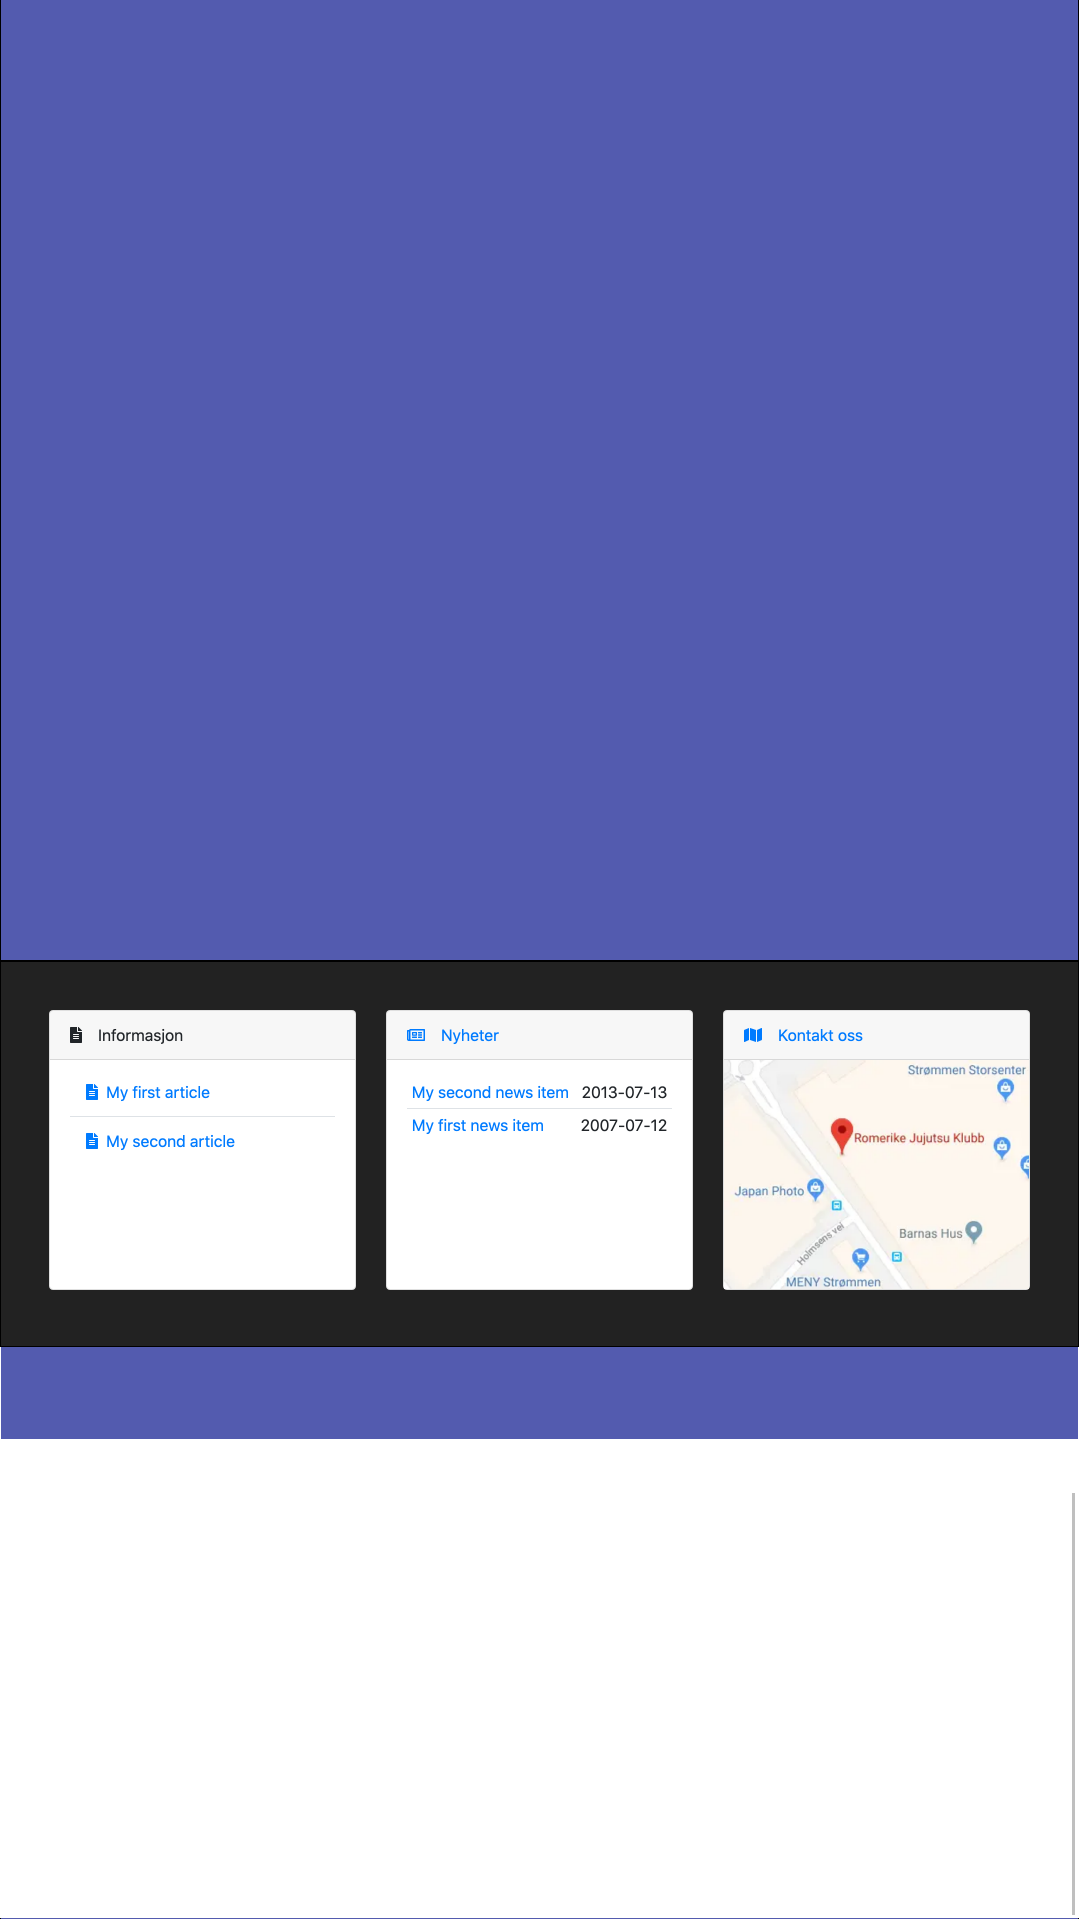 Informasjon
My first article
My second article
Nyheter
My second news item 2013-07-13
My first news item 2007-07-12
Kontakt oss
Strømmen Storsenter
Romerike Jujutsu Klubb
Japan Photo
Barnas Hus
Holmsens vei
MENY Strømmen